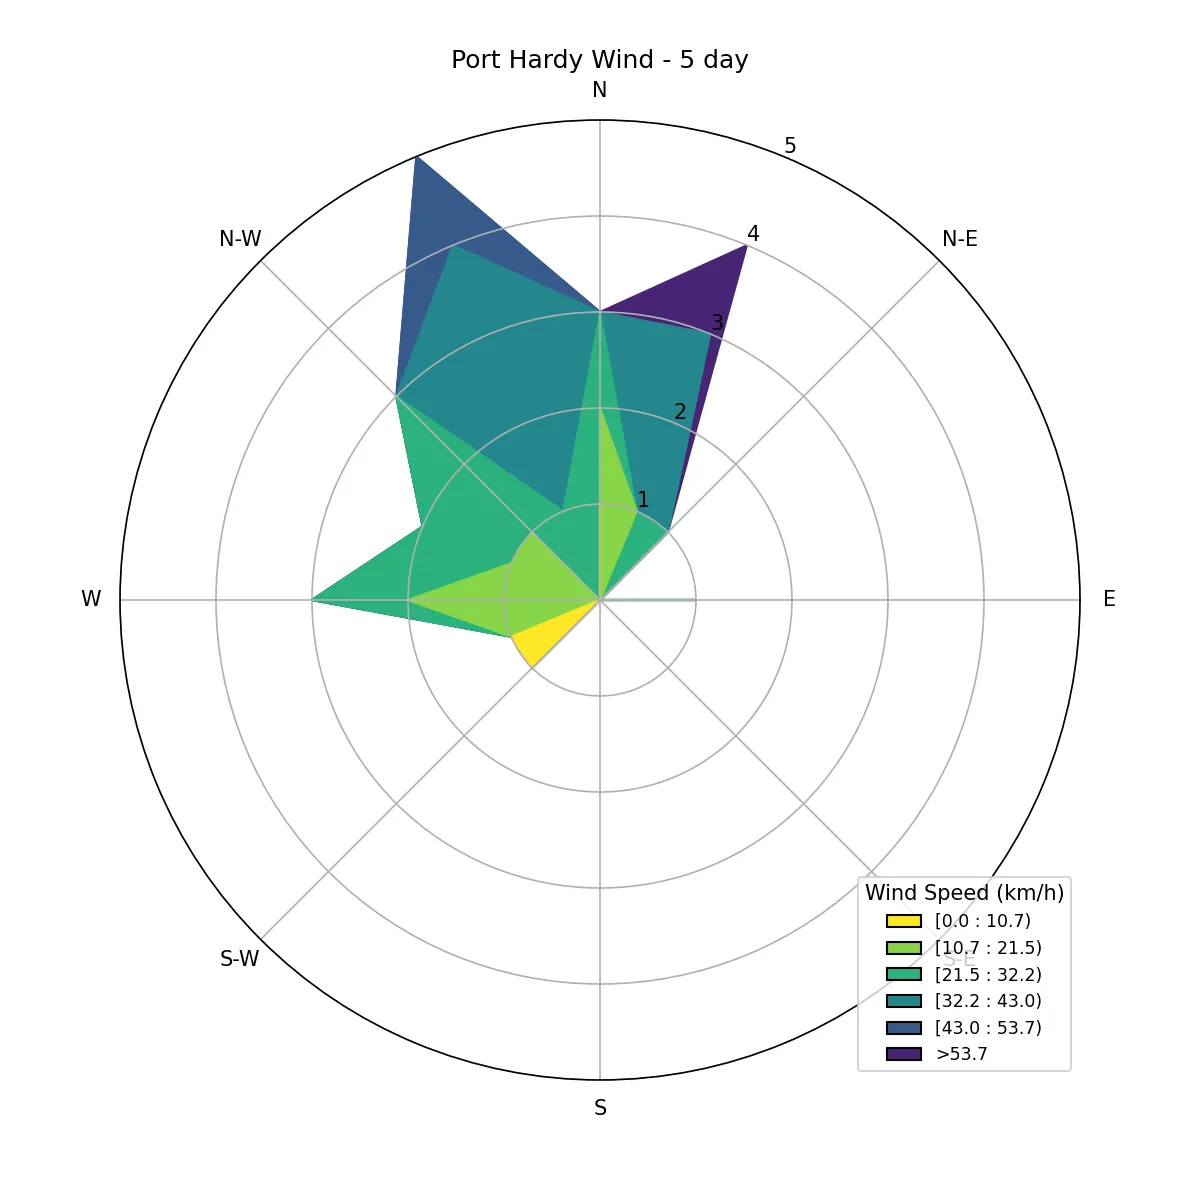 Port Hardy Wind - 5 day
N
5
N-W
4
N-E
3
2
1
W
E
S-W
S-E
S
Wind Speed (km/h)
[0.0 : 10.7)
[10.7 : 21.5)
[21.5 : 32.2)
[32.2 : 43.0)
[43.0 : 53.7)
>53.7